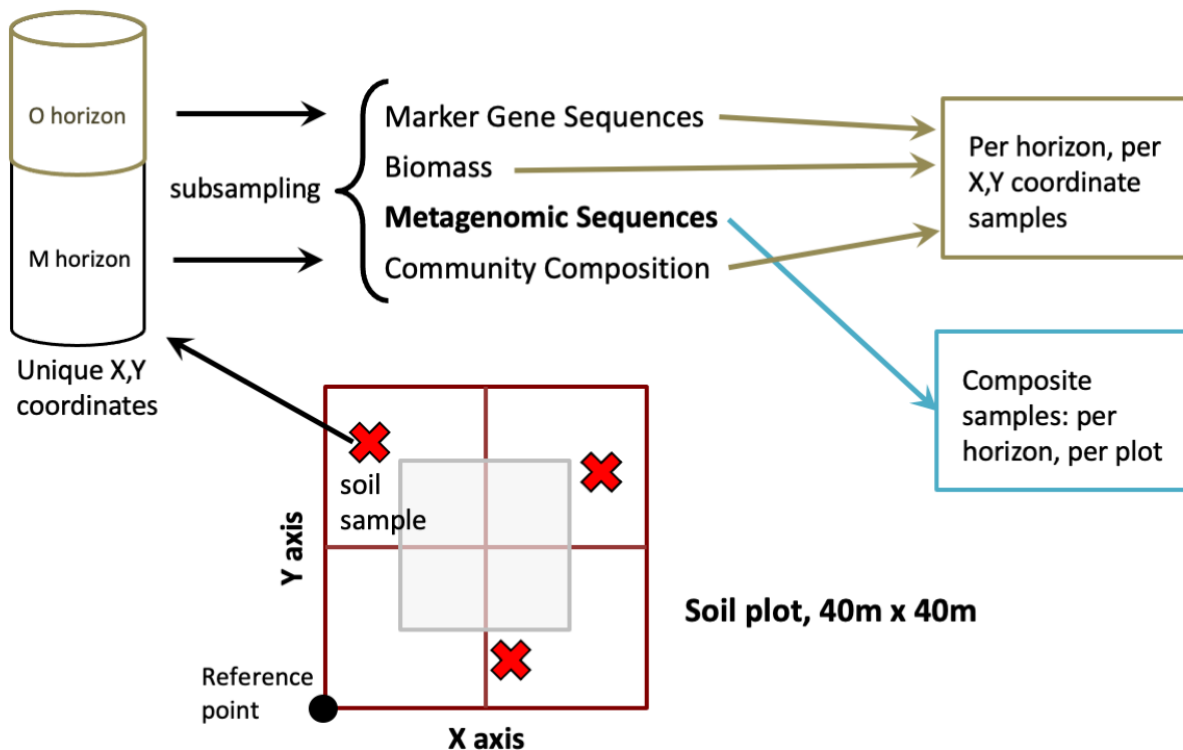 O horizon
M horizon
Unique X,Y
coordinates
subsampling
Marker Gene Sequences
Biomass
Metagenomic Sequences
Community Composition
Per horizon, per
X,Y coordinate
samples
Composite
samples: per
horizon, per plot
soil
sample
Y axis
Soil plot, 40m x 40m
Reference
point
X axis